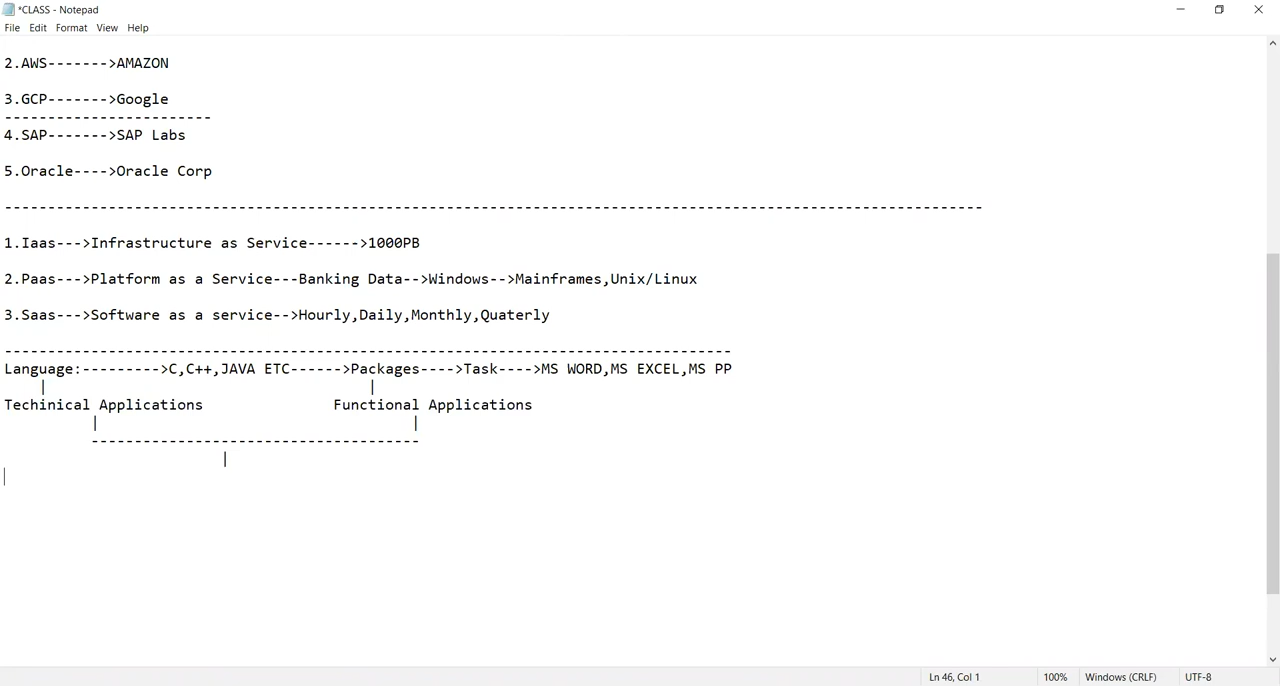 *CLASS - Notepad
File Edit Format View Help
2.AWS------->AMAZON
3.GCP------->Google
------------------------
4.SAP------->SAP Labs
5.Oracle---->Oracle Corp
-----------------------------------------------------------------------------------------------------------------
1.Iaas--->Infrastructure as Service------>1000PB
2.Paas--->Platform as a Service---Banking Data-->Windows-->Mainframes,Unix/Linux
3.Saas--->Software as a service-->Hourly,Daily,Monthly,Quaterly
------------------------------------------------------------------------------------
Language:--------->C,C++,JAVA ETC------>Packages---->Task---->MS WORD,MS EXCEL,MS PP
| |
Techinical Applications Functional Applications
| |
--------------------------------------
|
Ln 46, Col 1 100% Windows (CRLF) UTF-8